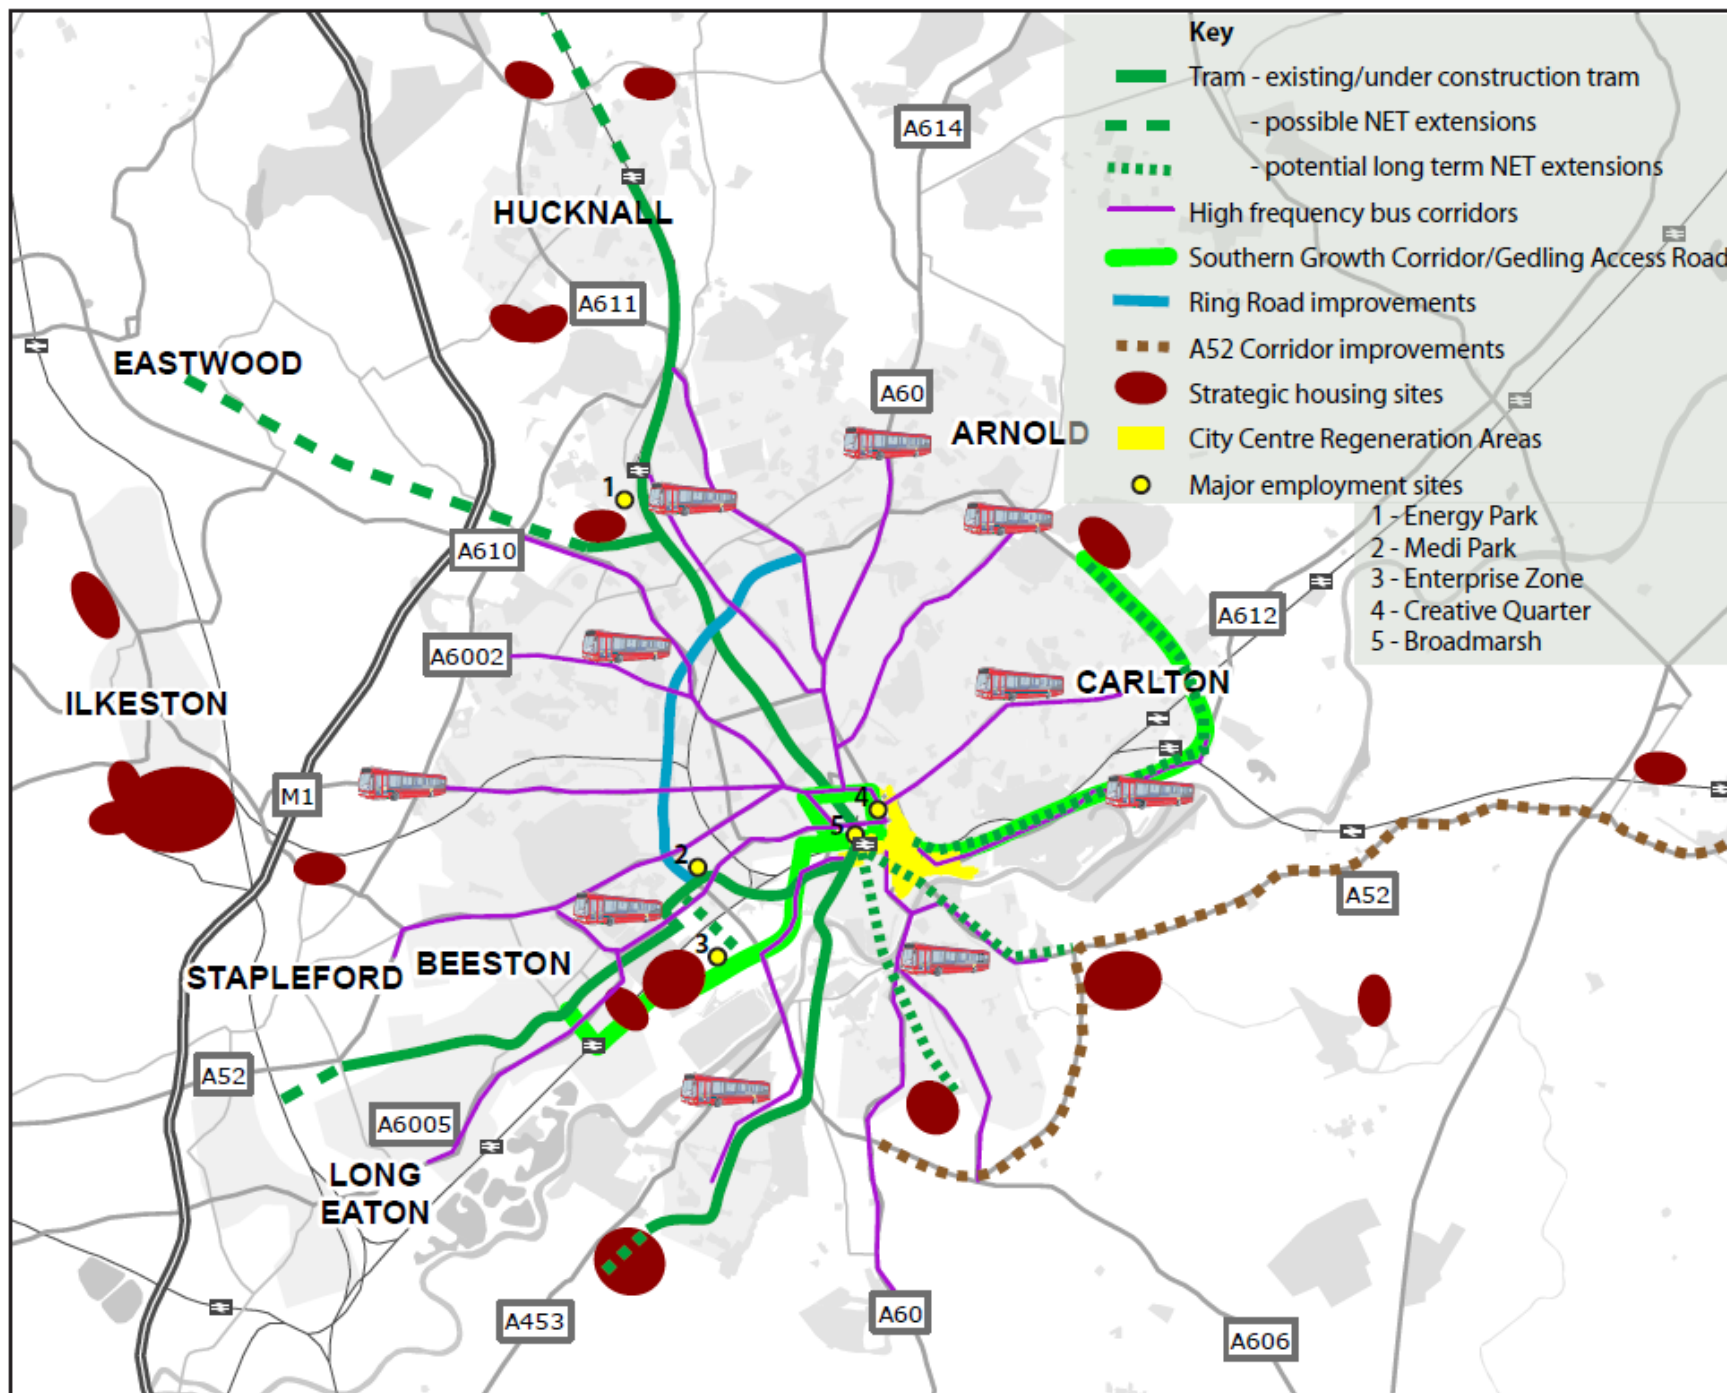 Key
Tram - existing/under construction tram
- possible NET extensions
- potential long term NET extensions
High frequency bus corridors
Southern Growth Corridor/Gedling Access Road
Ring Road improvements
A52 Corridor improvements
Strategic housing sites
City Centre Regeneration Areas
Major employment sites
1 - Energy Park
2 - Medi Park
3 - Enterprise Zone
4 - Creative Quarter
5 - Broadmarsh
A614
HUCKNALL
A611
EASTWOOD
A60
ARNOLD
1
A610
A612
A6002
CARLTON
ILKESTON
M1
4
5
2
A52
3
BEESTON
STAPLEFORD
A52
A6005
LONG
EATON
A453
A60
A606